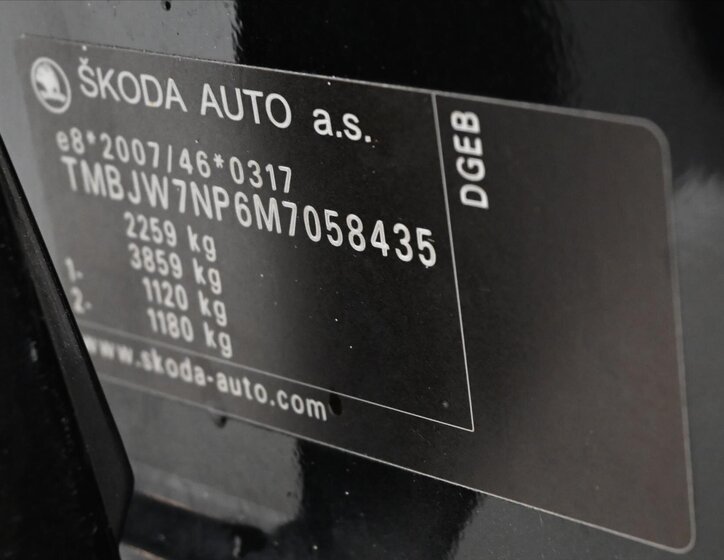 ŠKODA AUTO a.s.
e8*2007/46*0317
TMBJW7NP6M7058435
2259 kg
3859 kg
1- 1120 kg
2- 1180 kg
www.skoda-auto.com
DGEB